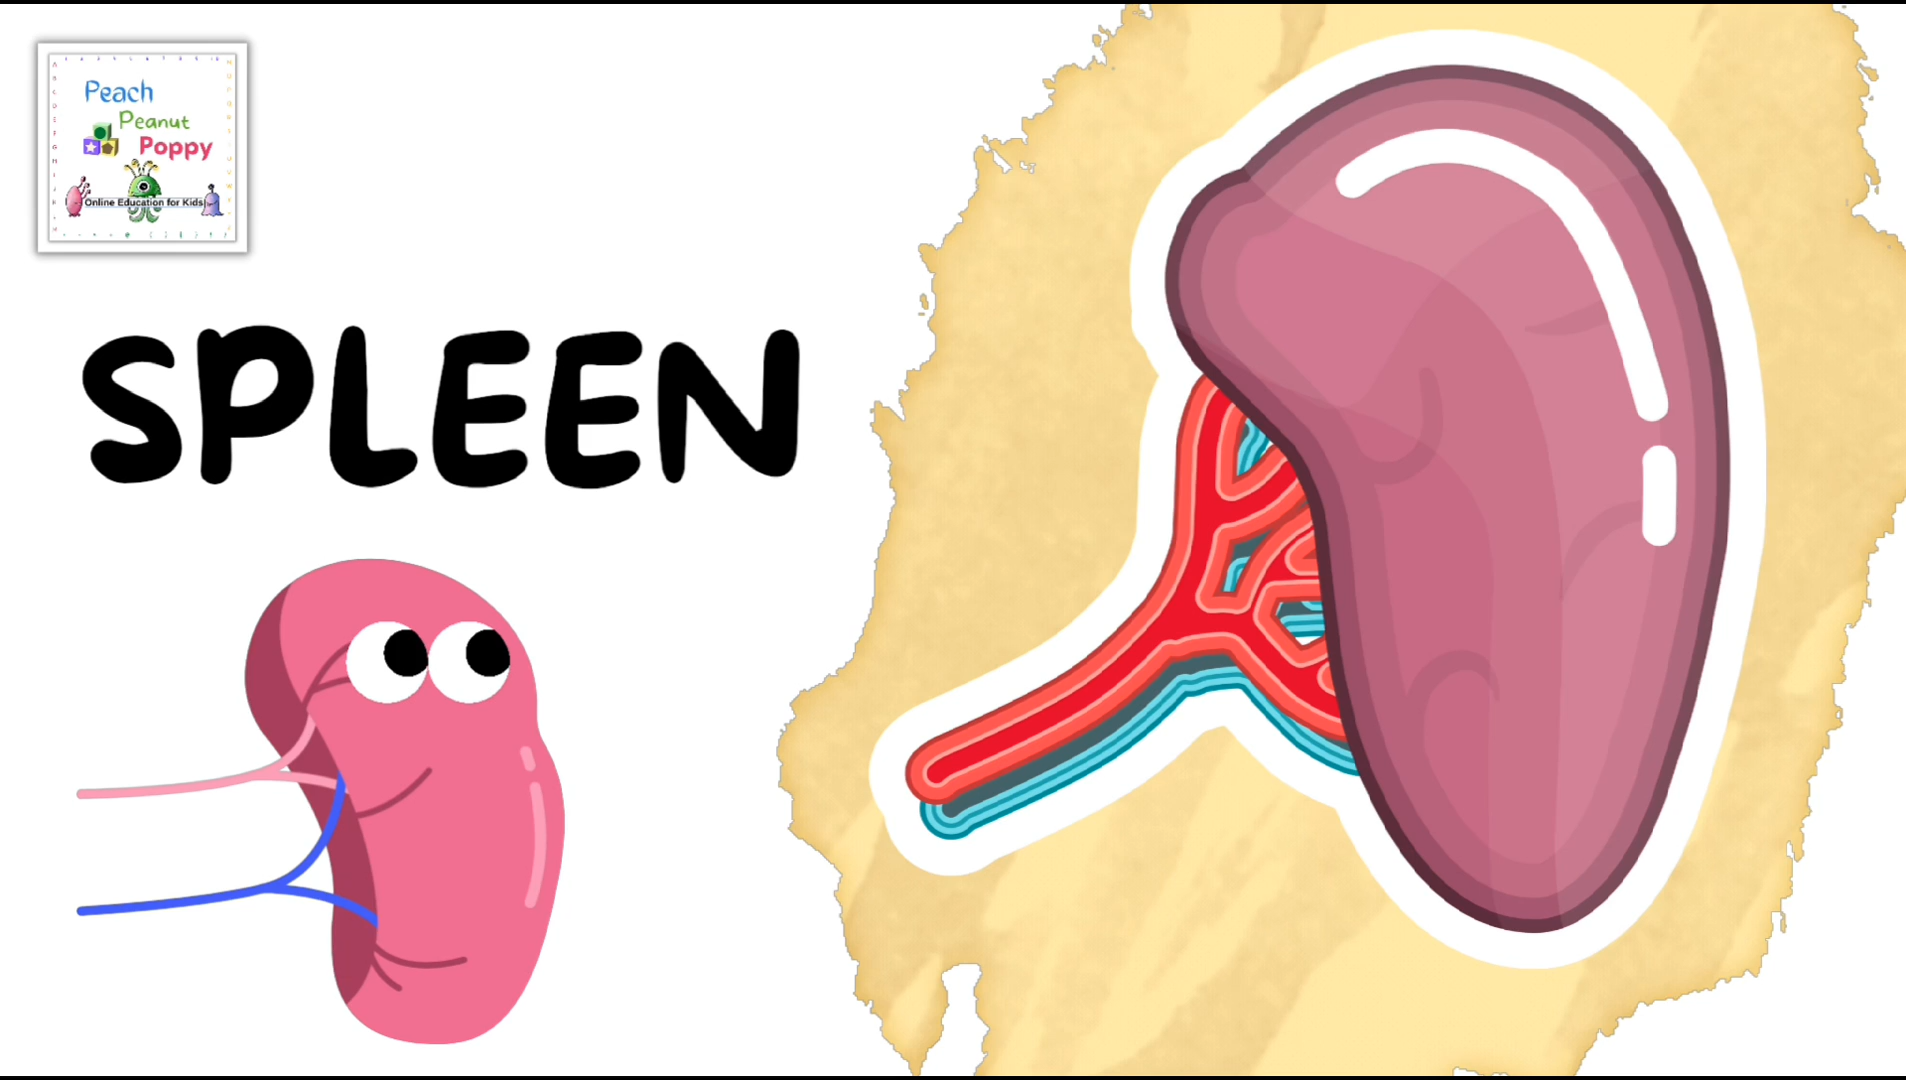 Peach
Peanut
Poppy
Online Education for Kids
SPLEEN